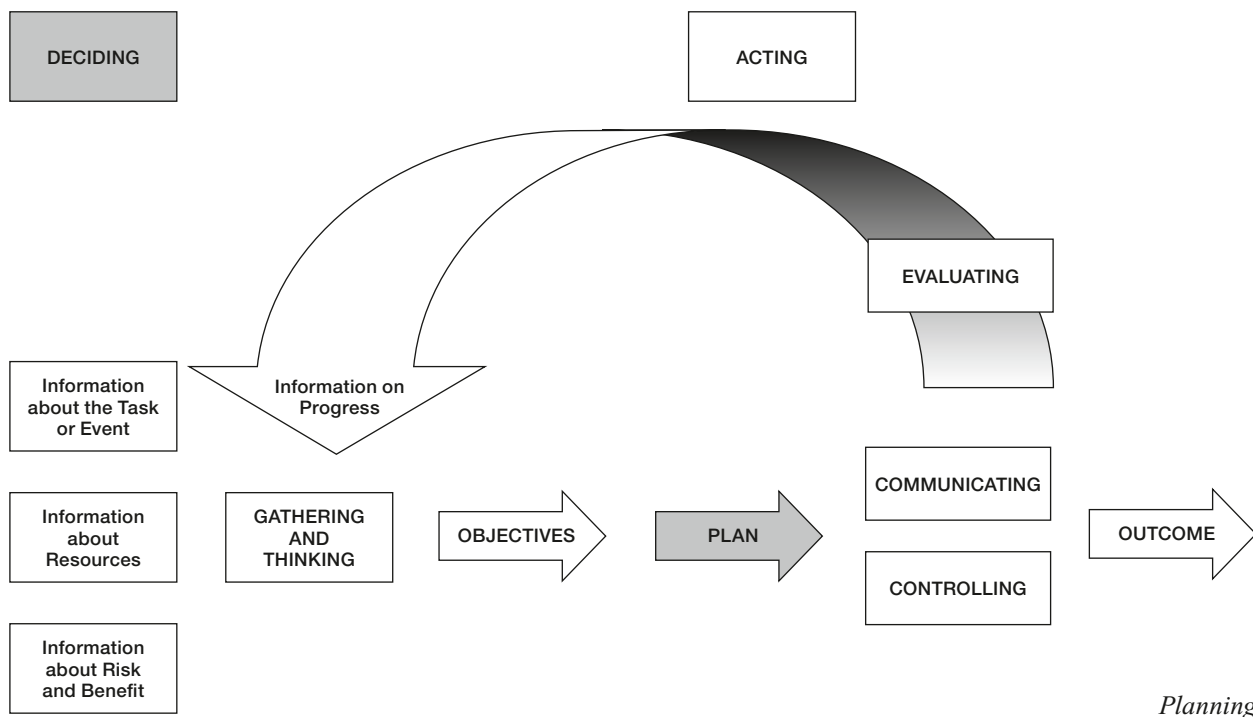 DECIDING
ACTING
EVALUATING
Information
about the Task
or Event
Information on
Progress
COMMUNICATING
Information
about
Resources
GATHERING
AND
THINKING
OBJECTIVES
PLAN
OUTCOME
CONTROLLING
Information
about Risk
and Benefit
Planning